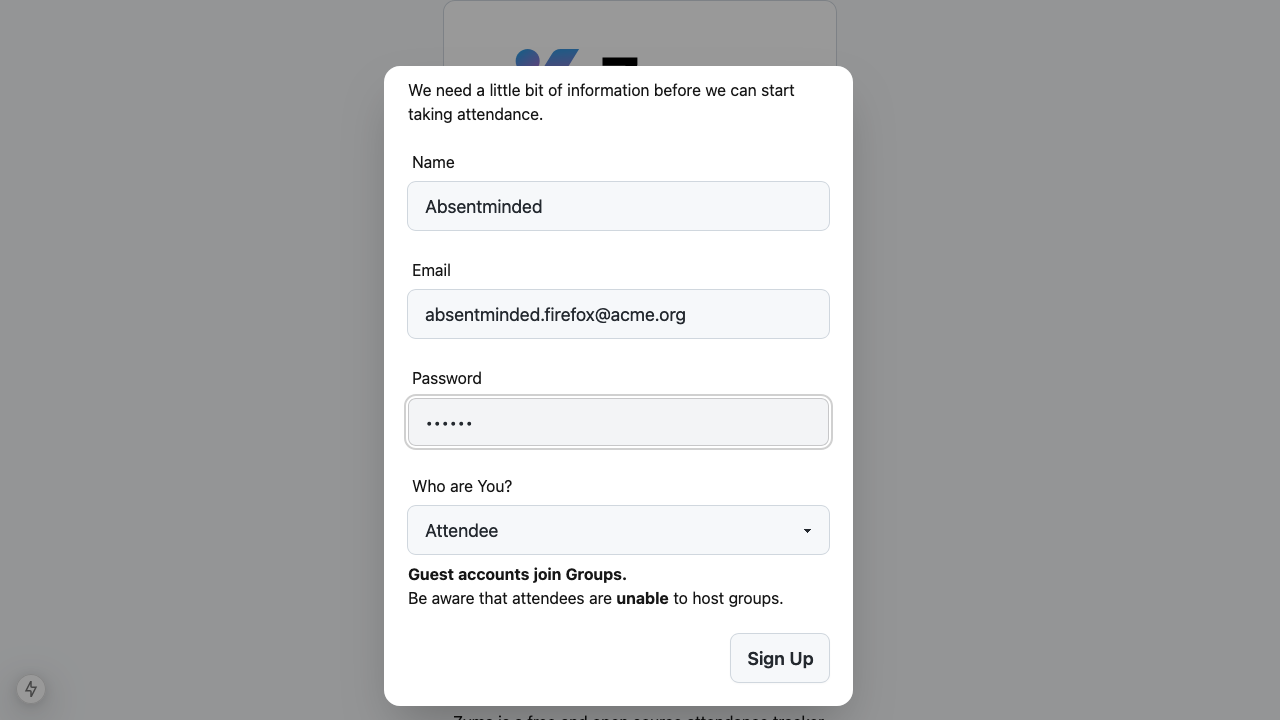 We need a little bit of information before we can start
taking attendance.
Name
Absentminded
Email
absentminded.firefox@acme.org
Password
••••••
Who are You?
Attendee
Guest accounts join Groups.
Be aware that attendees are unable to host groups.
Sign Up